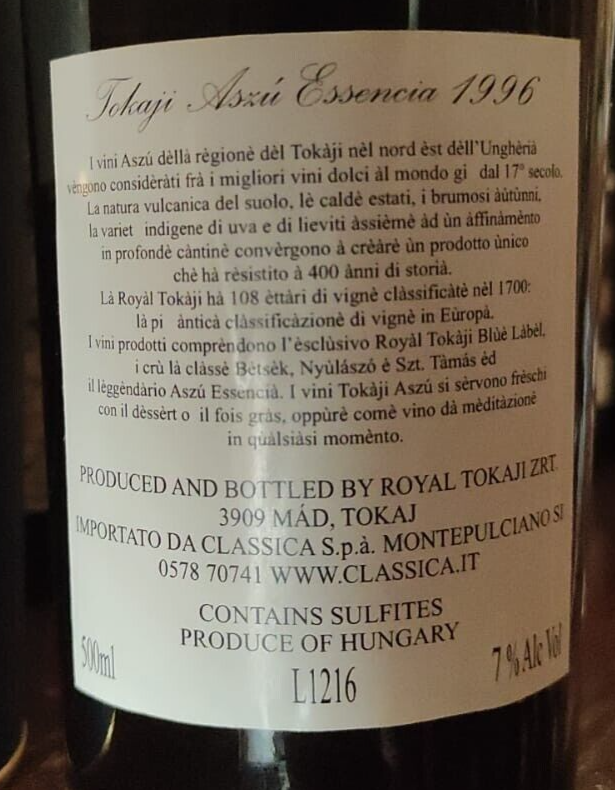 Tokaji Aszú Essencia 1996
I vini Aszú dèllà règionè dèl Tokàji nèl nord èst dèll'Unghèrià
vèngono considèràti frà i migliori vini dolci àl mondo gi dal 17° secolo.
La natura vulcanica del suolo, lè caldè estati, i brumosi àùtùnni,
la variet indigene di uva e di lieviti àssièmè àd ùn àffinàmènto
in profondè càntinè convèrgono à crèàrè ùn prodotto ùnico
chè hà rèsistito à 400 ànni di storià.
Là Royàl Tokàji hà 108 èttàri di vignè clàssificàtè nèl 1700:
là pi àntica clàssificàzionè di vignè in Eùropà.
I vini prodotti comprèndono l'èsclùsivo Royàl Tokàji Blùè Làbèl,
i crù là clàssè Bètsèk, Nyùlászó è Szt. Tàmás èd
il lèggèndàrio Aszú Essencià. I vini Tokàji Aszú si sèrvono frèschi
con il dèssèrt o il fois gràs, oppùrè comè vino dà mèditàzionè
in qùàlsiàsi momènto.
PRODUCED AND BOTTLED BY ROYAL TOKAJI ZRT.
3909 MÁD, TOKAJ
IMPORTATO DA CLASSICA S.p.à. MONTEPULCIANO SI
0578 70741 WWW.CLASSICA.IT
CONTAINS SULFITES
PRODUCE OF HUNGARY
500ml
L1216
7 % Alc Vol